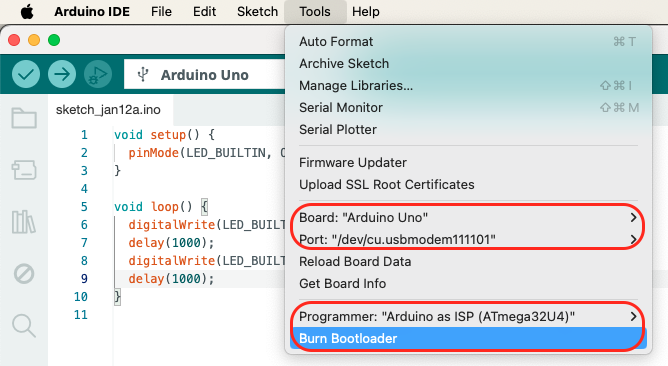 Arduino IDE File Edit Sketch Tools Help
Arduino Uno
sketch_jan12a.ino
1 void setup() {
2 pinMode(LED_BUILTIN,
3 }
4
5 void loop() {
6 digitalWrite(LED_BUILT
7 delay(1000);
8 digitalWrite(LED_BUILT
9 delay(1000);
10 }
11
Auto Format ⌘ T
Archive Sketch
Manage Libraries... ⇧⌘ I
Serial Monitor ⇧⌘ M
Serial Plotter
Firmware Updater
Upload SSL Root Certificates
Board: "Arduino Uno" >
Port: "/dev/cu.usbmodem111101" >
Reload Board Data
Get Board Info
Programmer: "Arduino as ISP (ATmega32U4)" >
Burn Bootloader